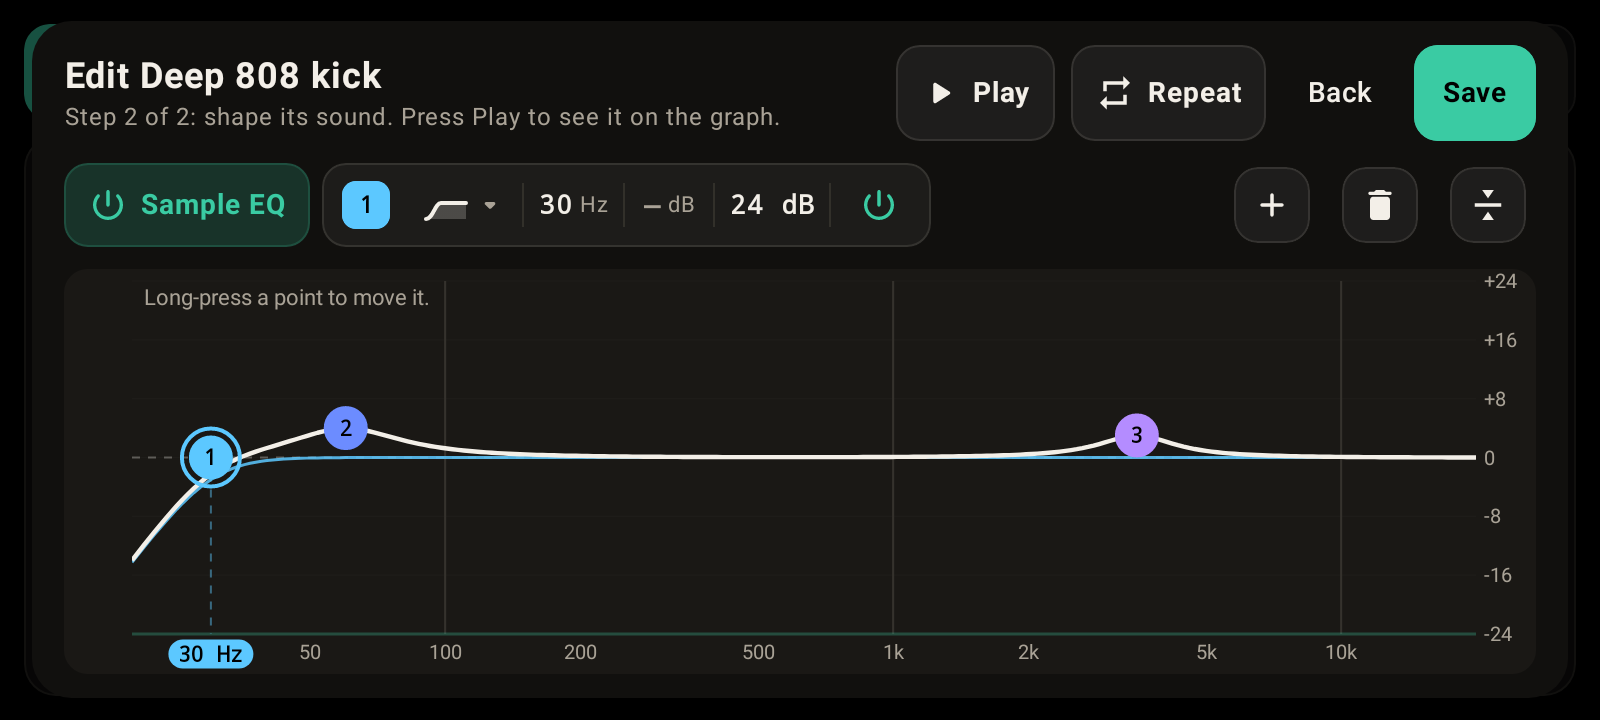 Edit Deep 808 kick
Step 2 of 2: shape its sound. Press Play to see it on the graph.
Play
Repeat
Back
Save
Sample EQ
1
30 Hz
– dB
24 dB
Long-press a point to move it.
+24
+16
+8
0
-8
-16
-24
1
2
3
30 Hz
50
100
200
500
1k
2k
5k
10k